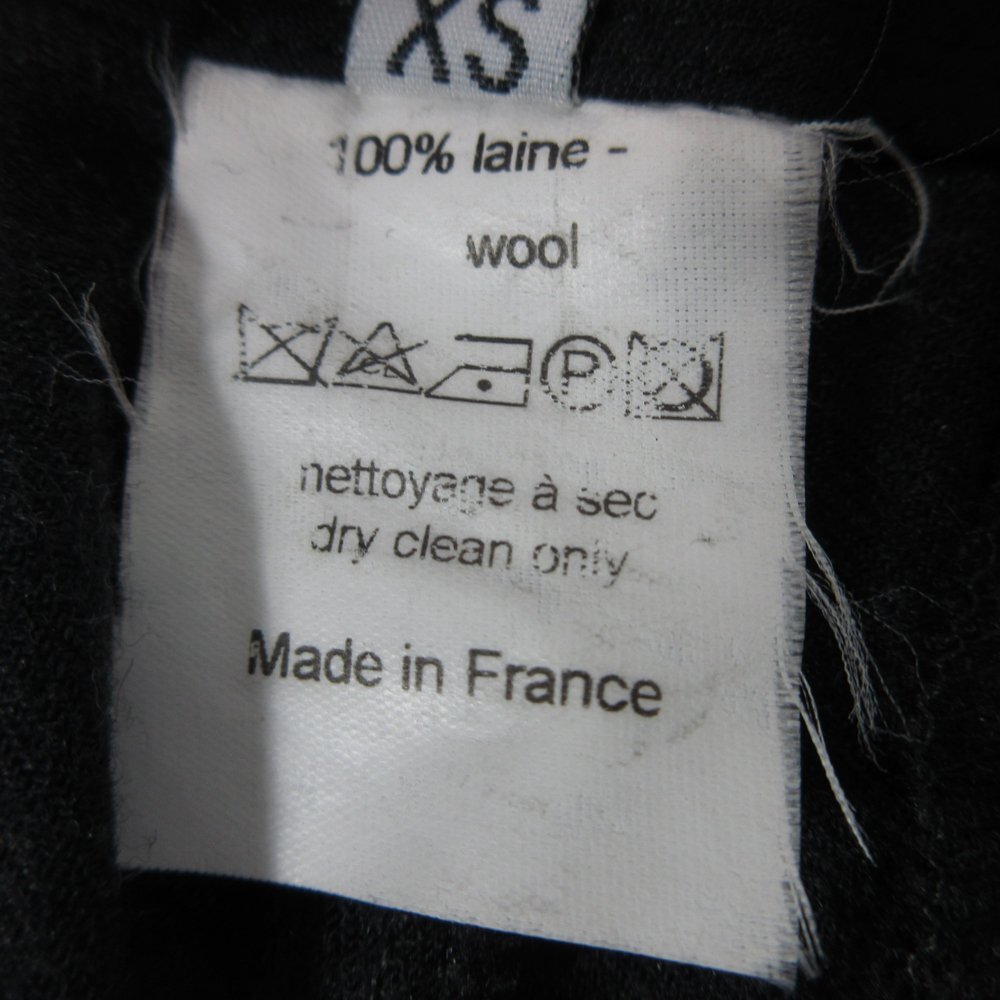 XS
100% laine -
wool
P
nettoyage à sec
dry clean only
Made in France